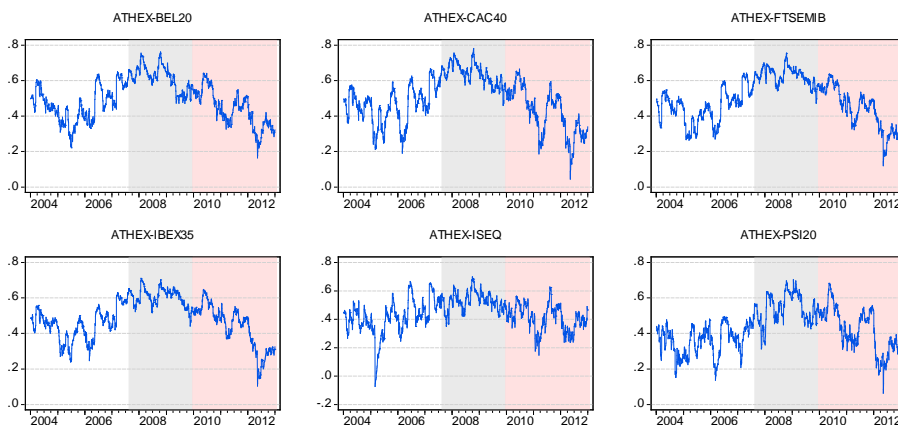 ATHEX-BEL20 ATHEX-CAC40 ATHEX-FTSEMIB
.8 .8 .8
.6 .6 .6
.4 .4 .4
.2 .2 .2
.0 .0 .0
2004 2006 2008 2010 2012 2004 2006 2008 2010 2012 2004 2006 2008 2010 2012
ATHEX-IBEX35 ATHEX-ISEQ ATHEX-PSI20
.8 .8 .8
.6 .6 .6
.4 .4 .4
.2 .2 .2
.0 .0 .0
-.2
2004 2006 2008 2010 2012 2004 2006 2008 2010 2012 2004 2006 2008 2010 2012